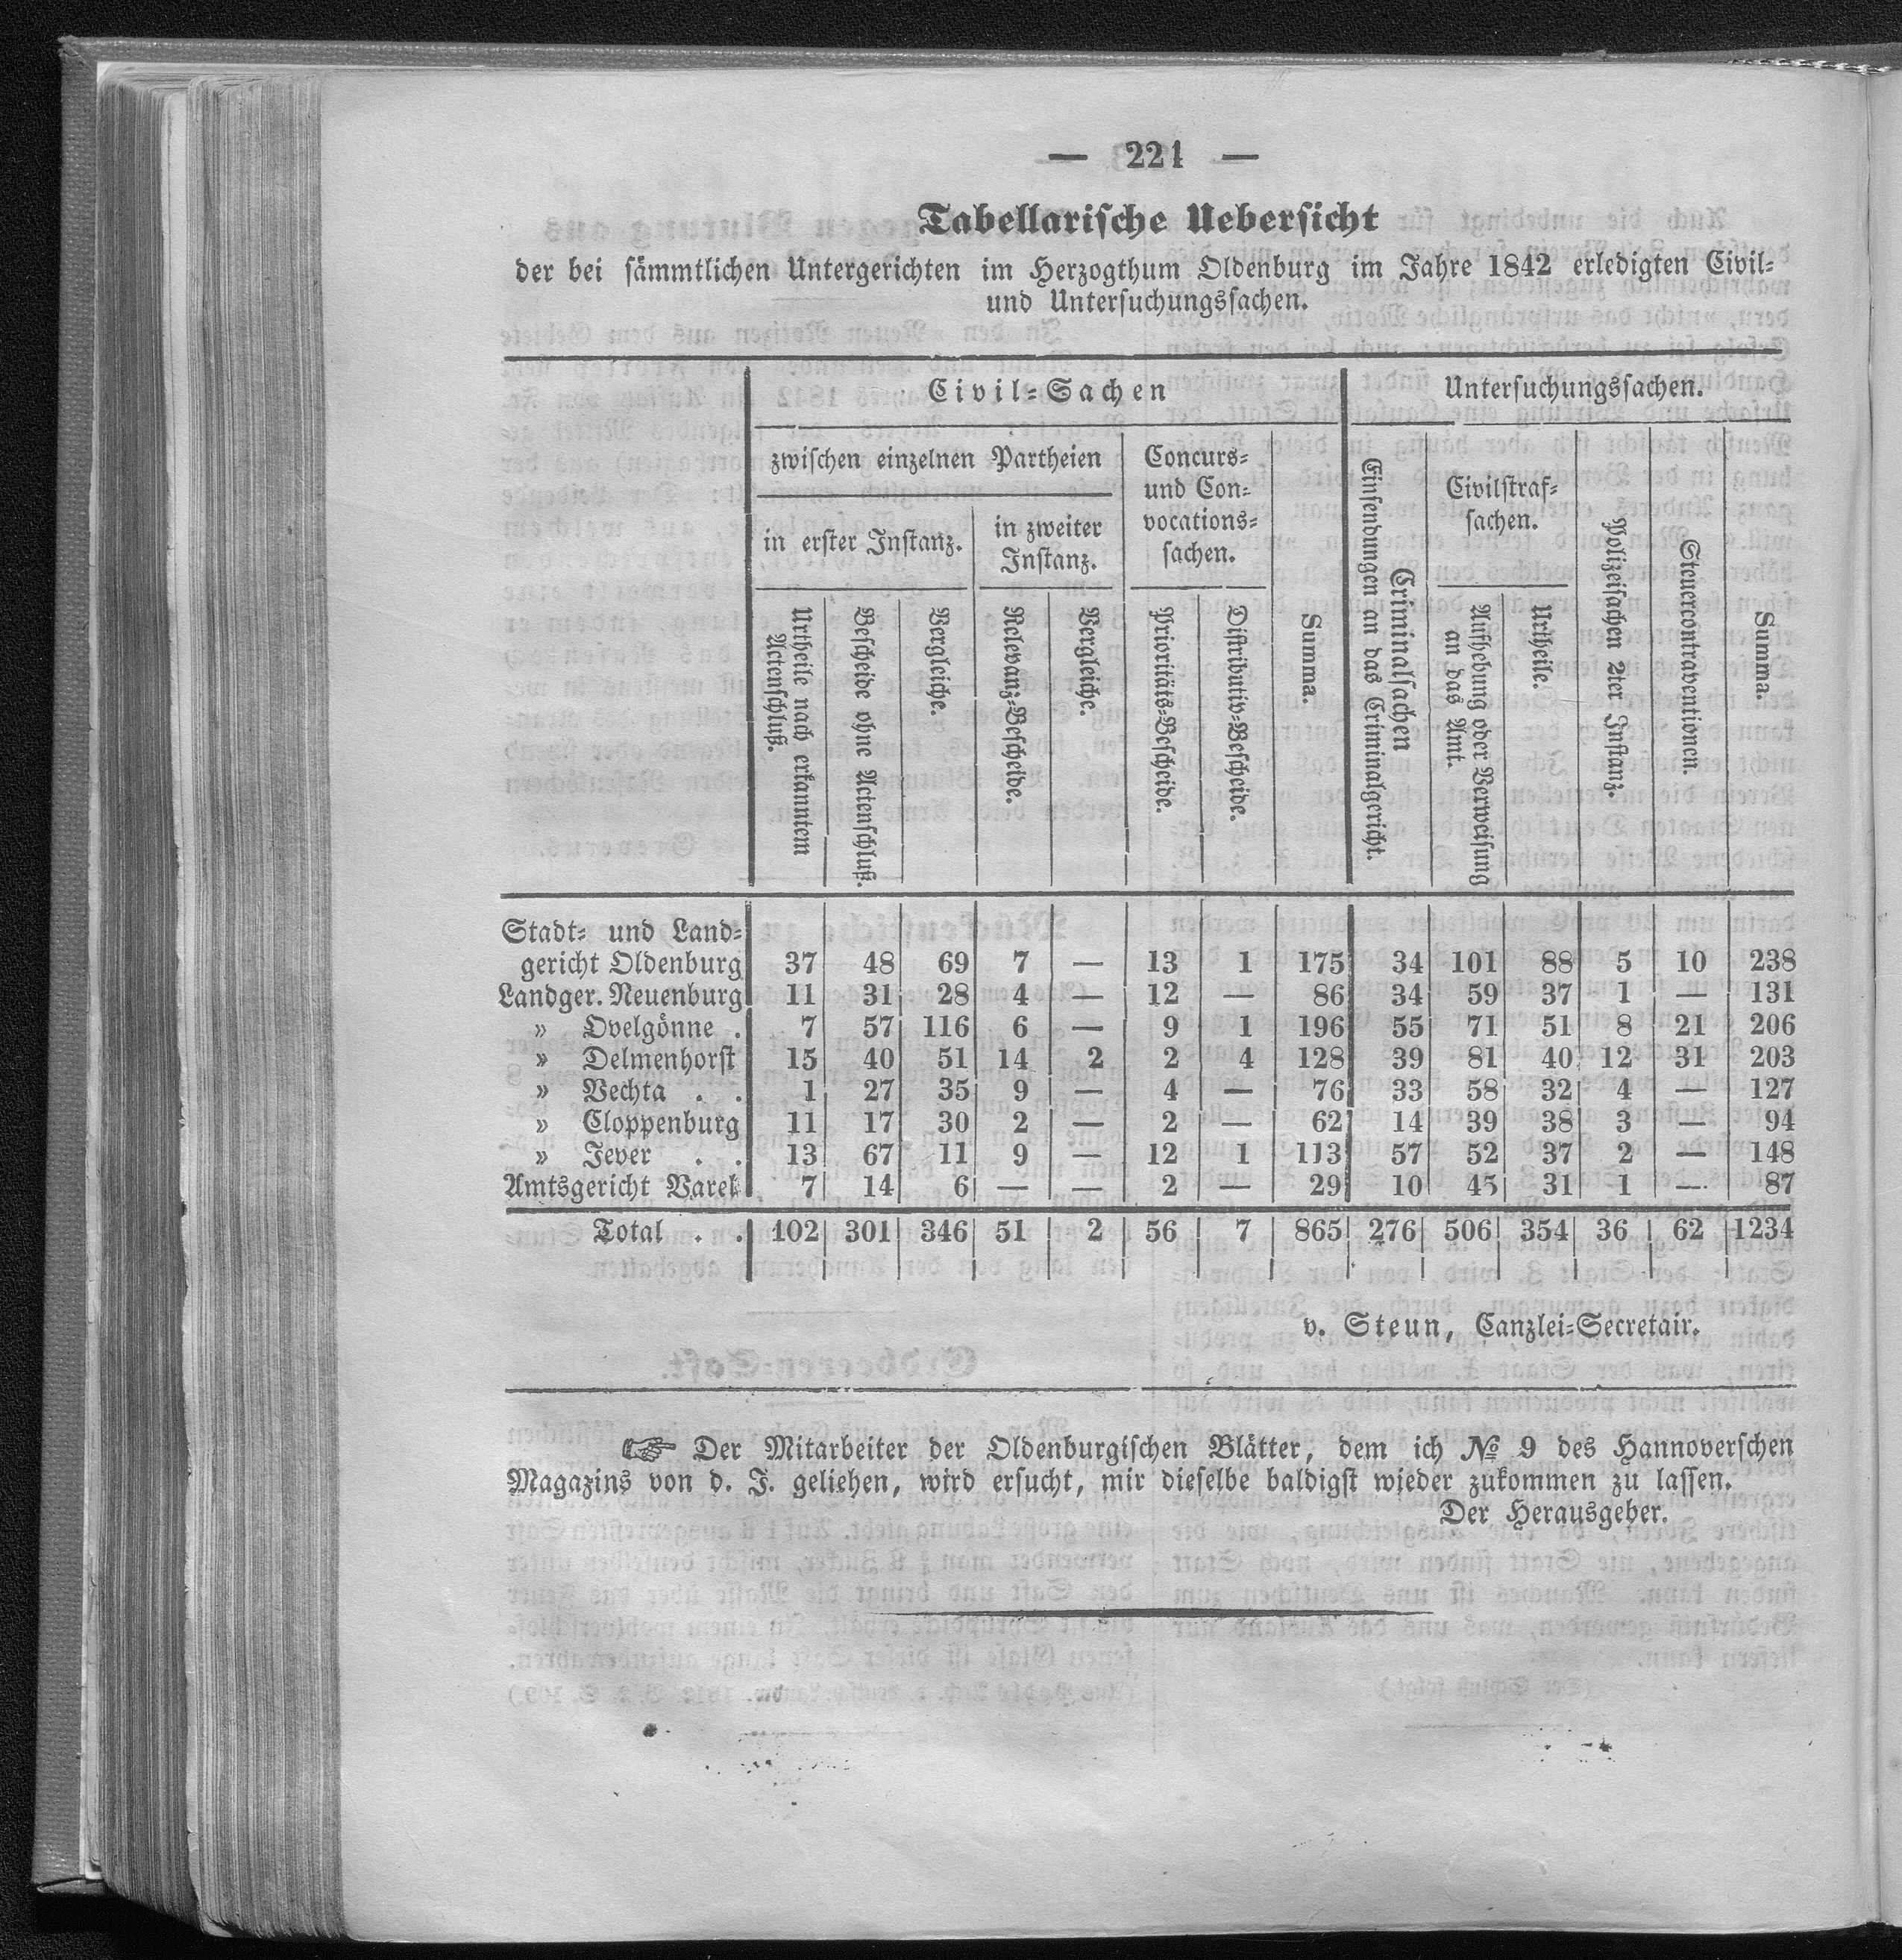 — 221 —
Tabellarische Uebersicht
der bei sämmtlichen Untergerichten im Herzogthum Oldenburg im Jahre 1842 erledigten Civil-
und Untersuchungssachen.
Civil-Sachen
Untersuchungssachen.
zwischen einzelnen Partheien
in erster Instanz.
in zweiter
Instanz.
Concurs-
und Con-
vocations-
sachen.
Civilstraf-
sachen.
Urtheile nach erkanntem
Actenschluß.
Bescheide ohne Actenschluß.
Vergleiche.
Relevanz-Bescheide.
Vergleiche.
Prioritäts-Bescheide.
Distributiv-Bescheide.
Summa.
Criminalsachen
Einsendungen an das Criminalgericht.
Aufhebung oder Verweisung
an das Amt.
Urtheile.
Polizeisachen 2ter Instanz.
Steuercontraventionen.
Summa.
Stadt- und Land-
gericht Oldenburg 37 48 69 7 — 13 1 175 34 101 88 5 10 238
Landger. Neuenburg 11 31 28 4 — 12 — 86 34 59 37 1 — 131
» Ovelgönne . 7 57 116 6 — 9 1 196 55 71 51 8 21 206
» Delmenhorst 15 40 51 14 2 2 4 128 39 81 40 12 31 203
» Vechta . . 1 27 35 9 — 4 — 76 33 58 32 4 — 127
» Cloppenburg 11 17 30 2 — 2 — 62 14 39 38 3 — 94
» Jever . . 13 67 11 9 — 12 1 113 57 52 37 2 — 148
Amtsgericht Varel 7 14 6 — — 2 — 29 10 45 31 1 — 87
Total . . 102 301 346 51 2 56 7 865 276 506 354 36 62 1234
v. Steun, Canzlei-Secretair.
☞ Der Mitarbeiter der Oldenburgischen Blätter, dem ich № 9 des Hannoverschen
Magazins von d. J. geliehen, wird ersucht, mir dieselbe baldigst wieder zukommen zu lassen.
Der Herausgeber.